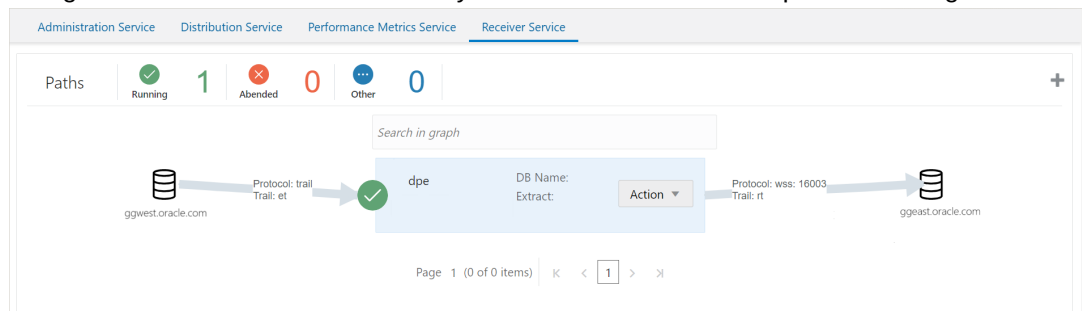 Administration Service Distribution Service Performance Metrics Service Receiver Service
Paths Running 1 Abended 0 Other 0
Search in graph
dpe DB Name:
Extract: Action
Protocol: trail
Trail: et
Protocol: wss: 16003
Trail: rt
ggwest.oracle.com
ggeast.oracle.com
Page 1 (0 of 0 items) 1